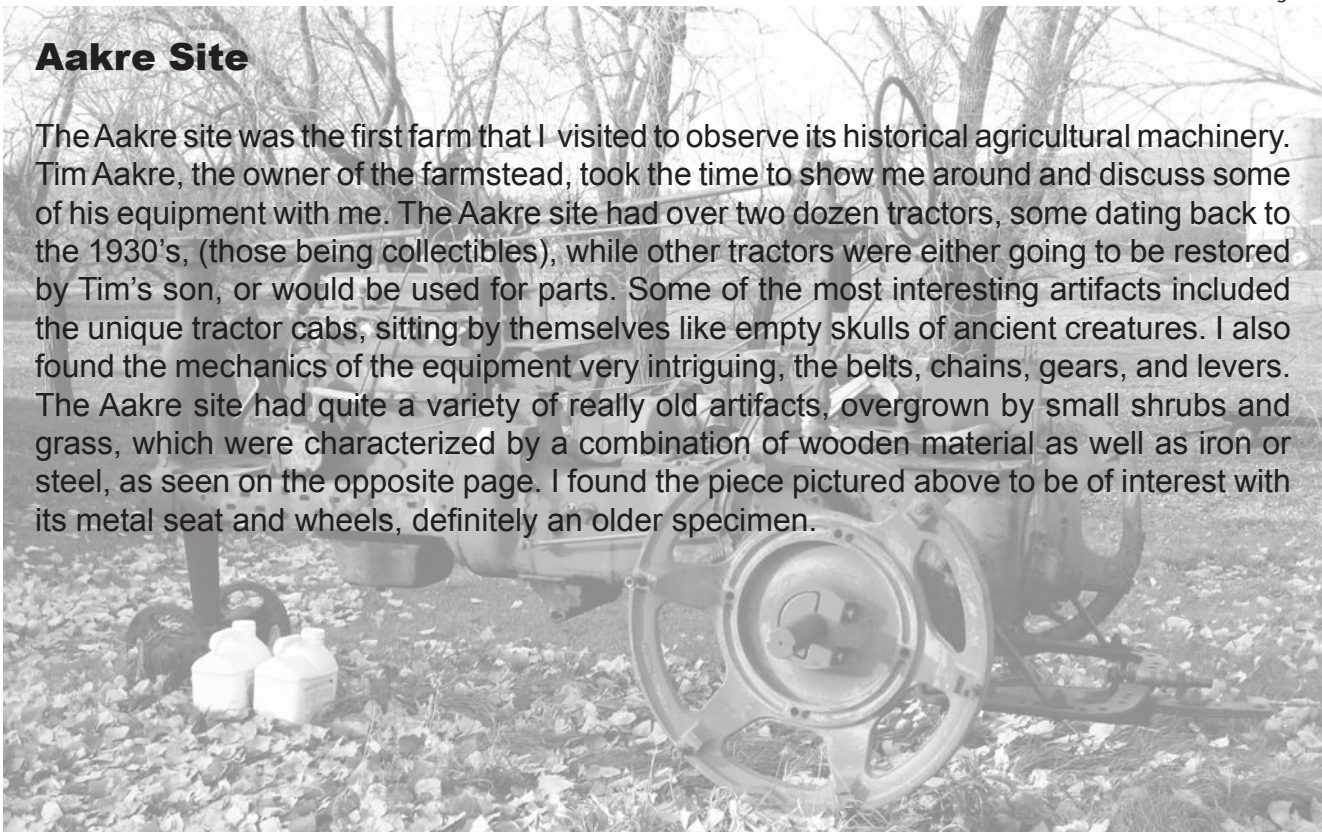 Aakre Site
The Aakre site was the first farm that I visited to observe its historical agricultural machinery.
Tim Aakre, the owner of the farmstead, took the time to show me around and discuss some
of his equipment with me. The Aakre site had over two dozen tractors, some dating back to
the 1930's, (those being collectibles), while other tractors were either going to be restored
by Tim's son, or would be used for parts. Some of the most interesting artifacts included
the unique tractor cabs, sitting by themselves like empty skulls of ancient creatures. I also
found the mechanics of the equipment very intriguing, the belts, chains, gears, and levers.
The Aakre site had quite a variety of really old artifacts, overgrown by small shrubs and
grass, which were characterized by a combination of wooden material as well as iron or
steel, as seen on the opposite page. I found the piece pictured above to be of interest with
its metal seat and wheels, definitely an older specimen.